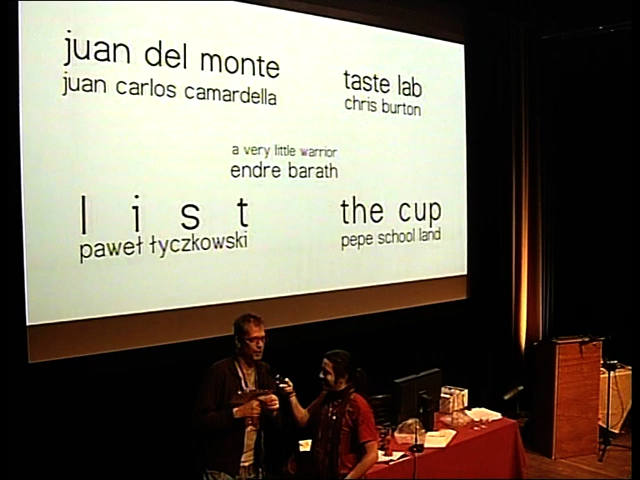 juan del monte
juan carlos camardella
taste lab
chris burton
a very little warrior
endre barath
l i s t
paweł łyczkowski
the cup
pepe school land